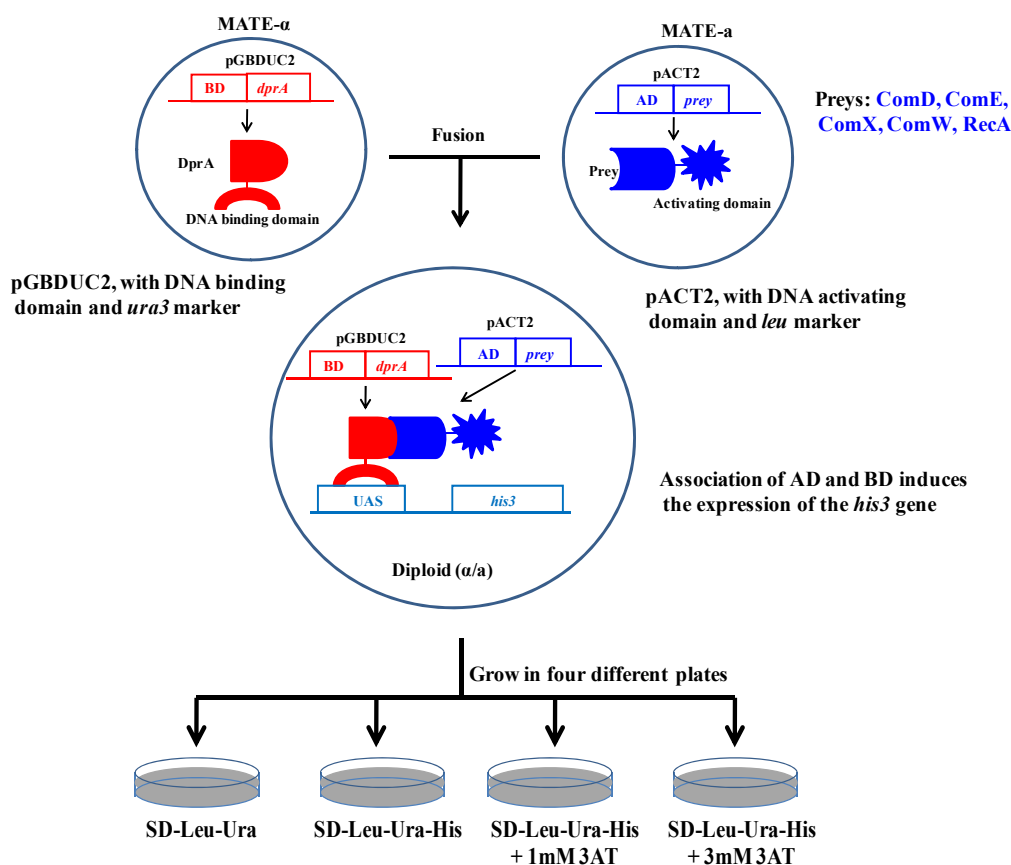 MATE-α
pGBDUC2
BD
dprA
DprA
DNA binding domain
pGBDUC2, with DNA binding
domain and ura3 marker
Fusion
MATE-a
pACT2
AD
prey
Prey
Activating domain
pACT2, with DNA activating
domain and leu marker
Preys: ComD, ComE,
ComX, ComW, RecA
pGBDUC2
BD
dprA
pACT2
AD
prey
UAS
his3
Diploid (α/a)
Association of AD and BD induces
the expression of the his3 gene
Grow in four different plates
SD-Leu-Ura
SD-Leu-Ura-His
SD-Leu-Ura-His
+ 1mM 3AT
SD-Leu-Ura-His
+ 3mM 3AT